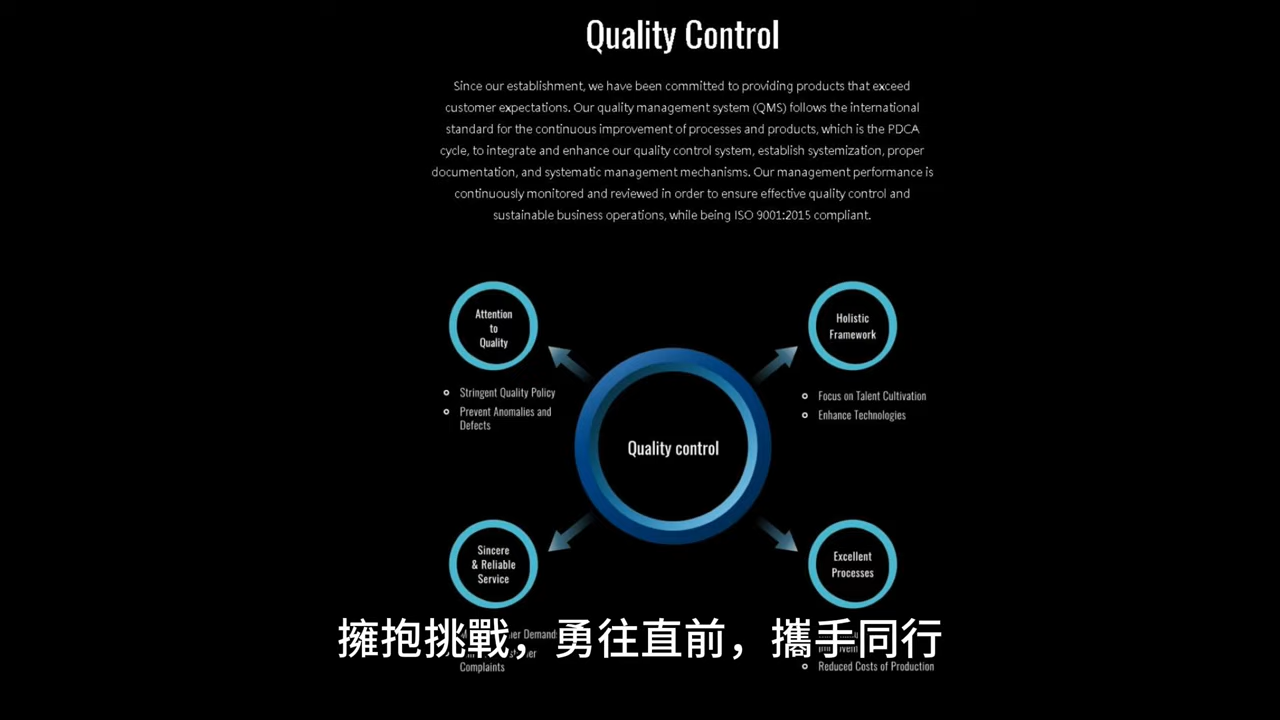 Quality Control
Since our establishment, we have been committed to providing products that exceed
customer expectations. Our quality management system (QMS) follows the international
standard for the continuous improvement of processes and products, which is the PDCA
cycle, to integrate and enhance our quality control system, establish systemization, proper
documentation, and systematic management mechanisms. Our management performance is
continuously monitored and reviewed in order to ensure effective quality control and
sustainable business operations, while being ISO 9001:2015 compliant.
Attention
to
Quality
Stringent Quality Policy
Prevent Anomalies and
Defects
Holistic
Framework
Focus on Talent Cultivation
Enhance Technologies
Quality control
Sincere
& Reliable
Service
Demand
Complaints
Excellent
Processes
Reduced Costs of Production
擁抱挑戰，勇往直前，攜手同行